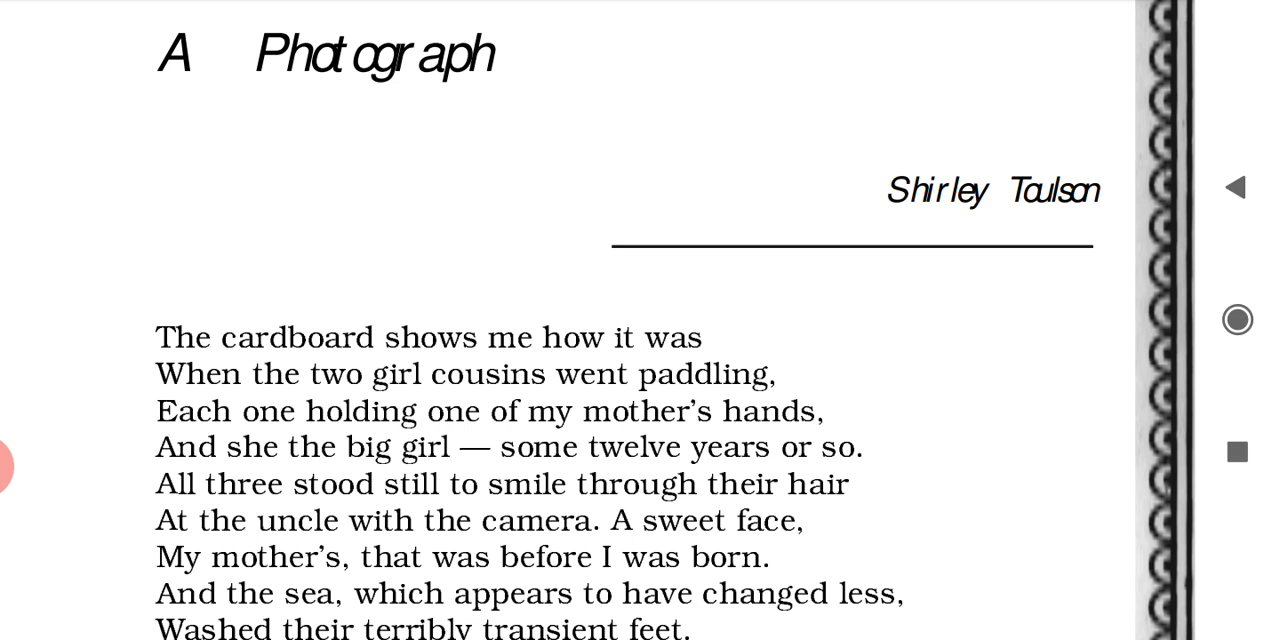 A Photograph
Shirley Toulson
The cardboard shows me how it was
When the two girl cousins went paddling,
Each one holding one of my mother’s hands,
And she the big girl — some twelve years or so.
All three stood still to smile through their hair
At the uncle with the camera. A sweet face,
My mother’s, that was before I was born.
And the sea, which appears to have changed less,
Washed their terribly transient feet.